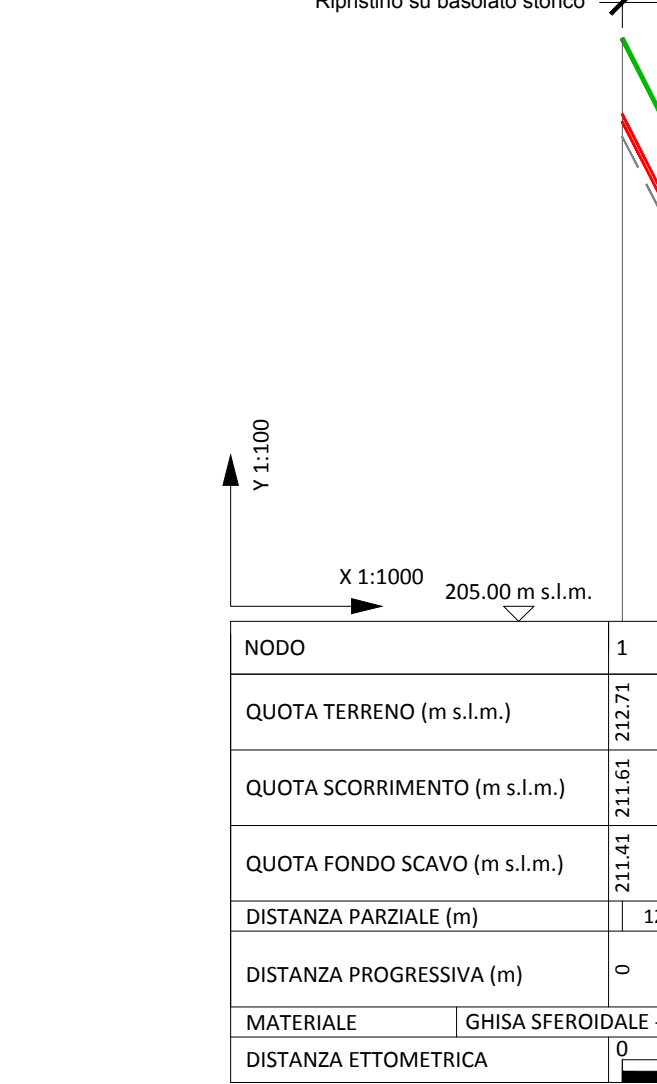 Ripristino su basolato storico
Y 1:100
X 1:1000
205.00 m s.l.m.
NODO 1
QUOTA TERRENO (m s.l.m.) 212.71
QUOTA SCORRIMENTO (m s.l.m.) 211.61
QUOTA FONDO SCAVO (m s.l.m.) 211.41
DISTANZA PARZIALE (m) 12
DISTANZA PROGRESSIVA (m) 0
MATERIALE GHISA SFEROIDALE -
DISTANZA ETTOMETRICA 0